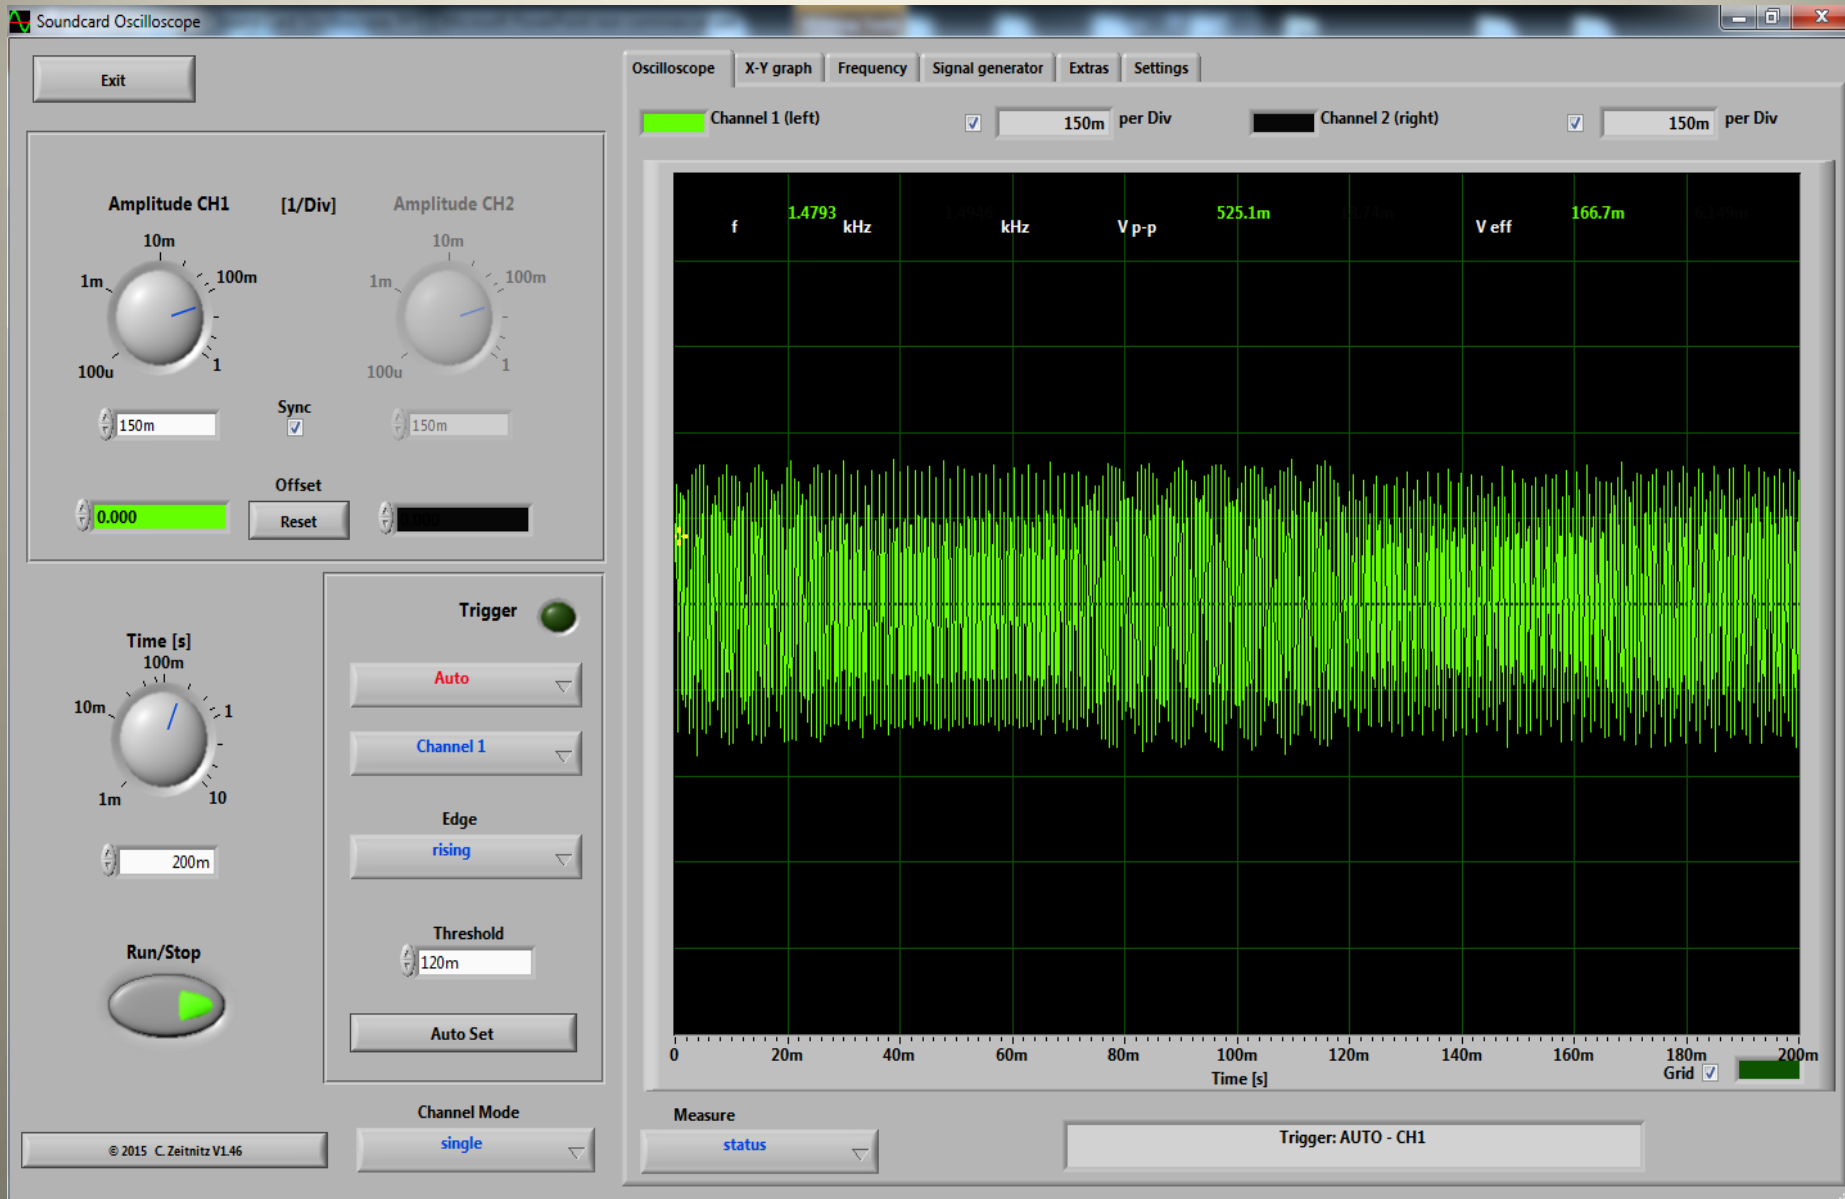 Soundcard Oscilloscope
Exit
Amplitude CH1 [1/Div] Amplitude CH2
10m 10m
1m 100m 1m 100m
100u 1 100u 1
Sync
150m 150m
Offset
0.000 Reset
Time [s]
100m
10m 1
1m 10
200m
Run/Stop
Trigger
Auto
Channel 1
Edge
rising
Threshold
120m
Auto Set
Channel Mode
single
© 2015 C. Zeitnitz V1.46
Oscilloscope X-Y graph Frequency Signal generator Extras Settings
Channel 1 (left) 150m per Div Channel 2 (right) 150m per Div
1.4793 525.1m 166.7m
f kHz kHz V p-p V eff
0 20m 40m 60m 80m 100m 120m 140m 160m 180m 200m
Time [s] Grid
Measure
status
Trigger: AUTO - CH1